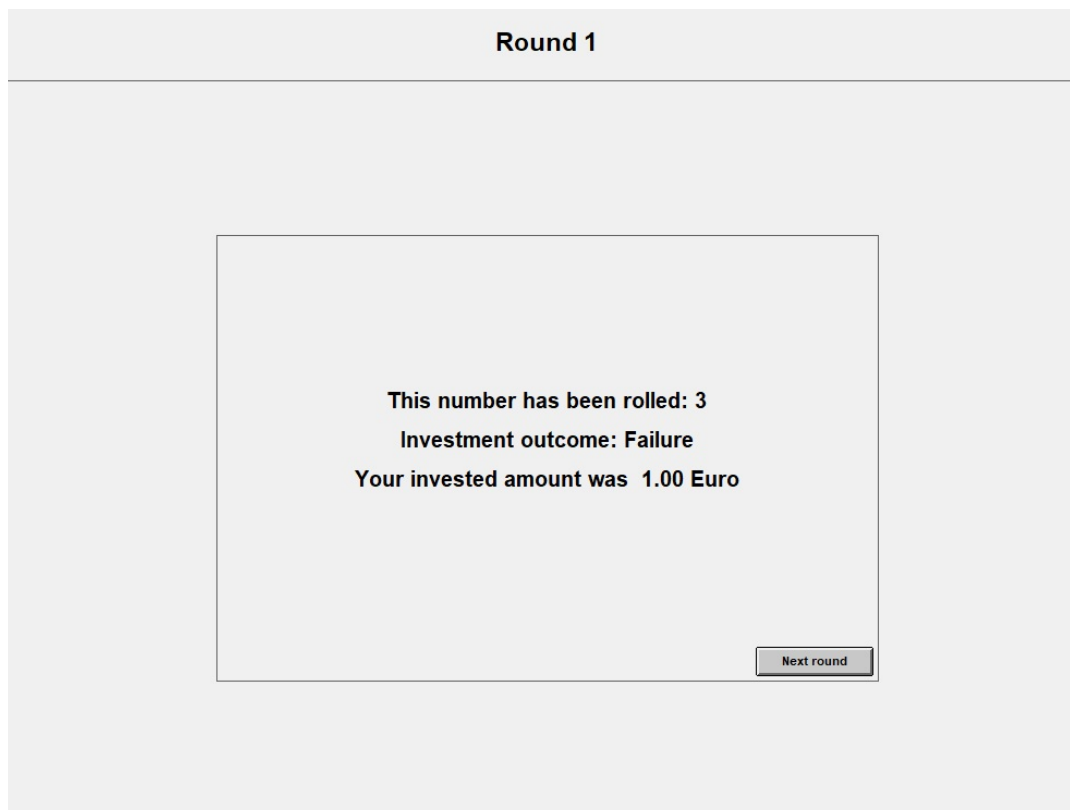 Round 1
This number has been rolled: 3
Investment outcome: Failure
Your invested amount was  1.00 Euro
Next round